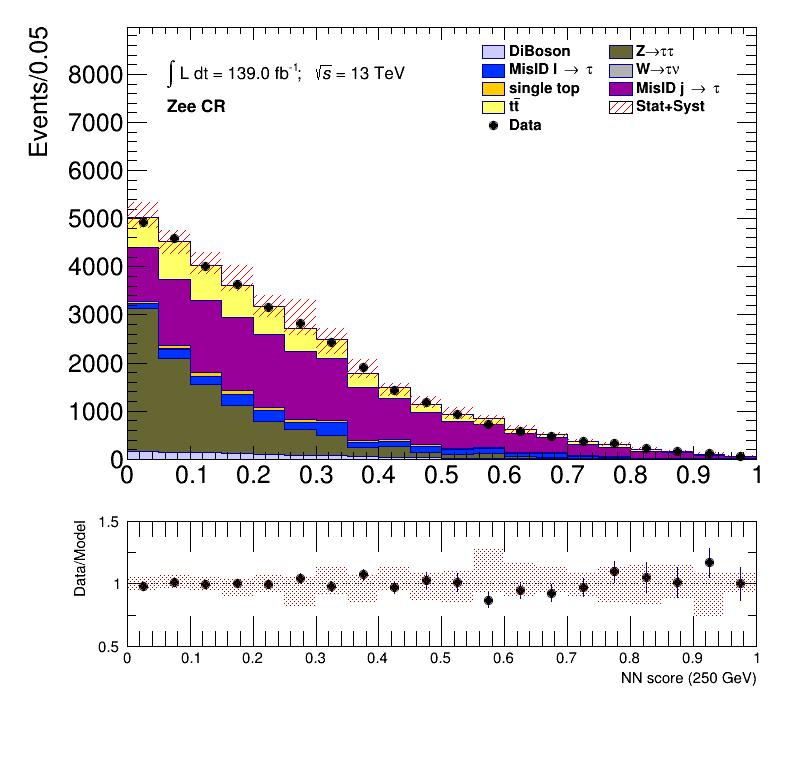 Events/0.05
8000
7000
6000
5000
4000
3000
2000
1000
0
∫ L dt = 139.0 fb⁻¹; √s = 13 TeV
Zee CR
DiBoson
MisID l → τ
single top
tt̄
Data
Z→ττ
W→τν
MisID j → τ
Stat+Syst
0 0.1 0.2 0.3 0.4 0.5 0.6 0.7 0.8 0.9 1
Data/Model
1.5
1
0.5
0 0.1 0.2 0.3 0.4 0.5 0.6 0.7 0.8 0.9 1
NN score (250 GeV)